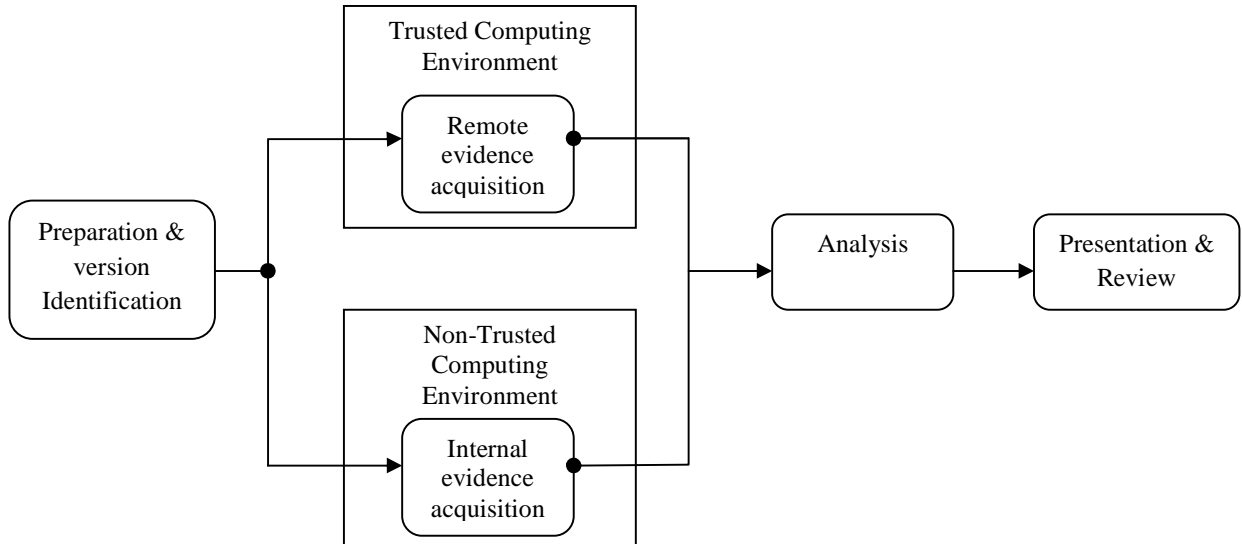 Trusted Computing
Environment
Remote
evidence
acquisition
Preparation &
version
Identification
Analysis
Presentation &
Review
Non-Trusted
Computing
Environment
Internal
evidence
acquisition